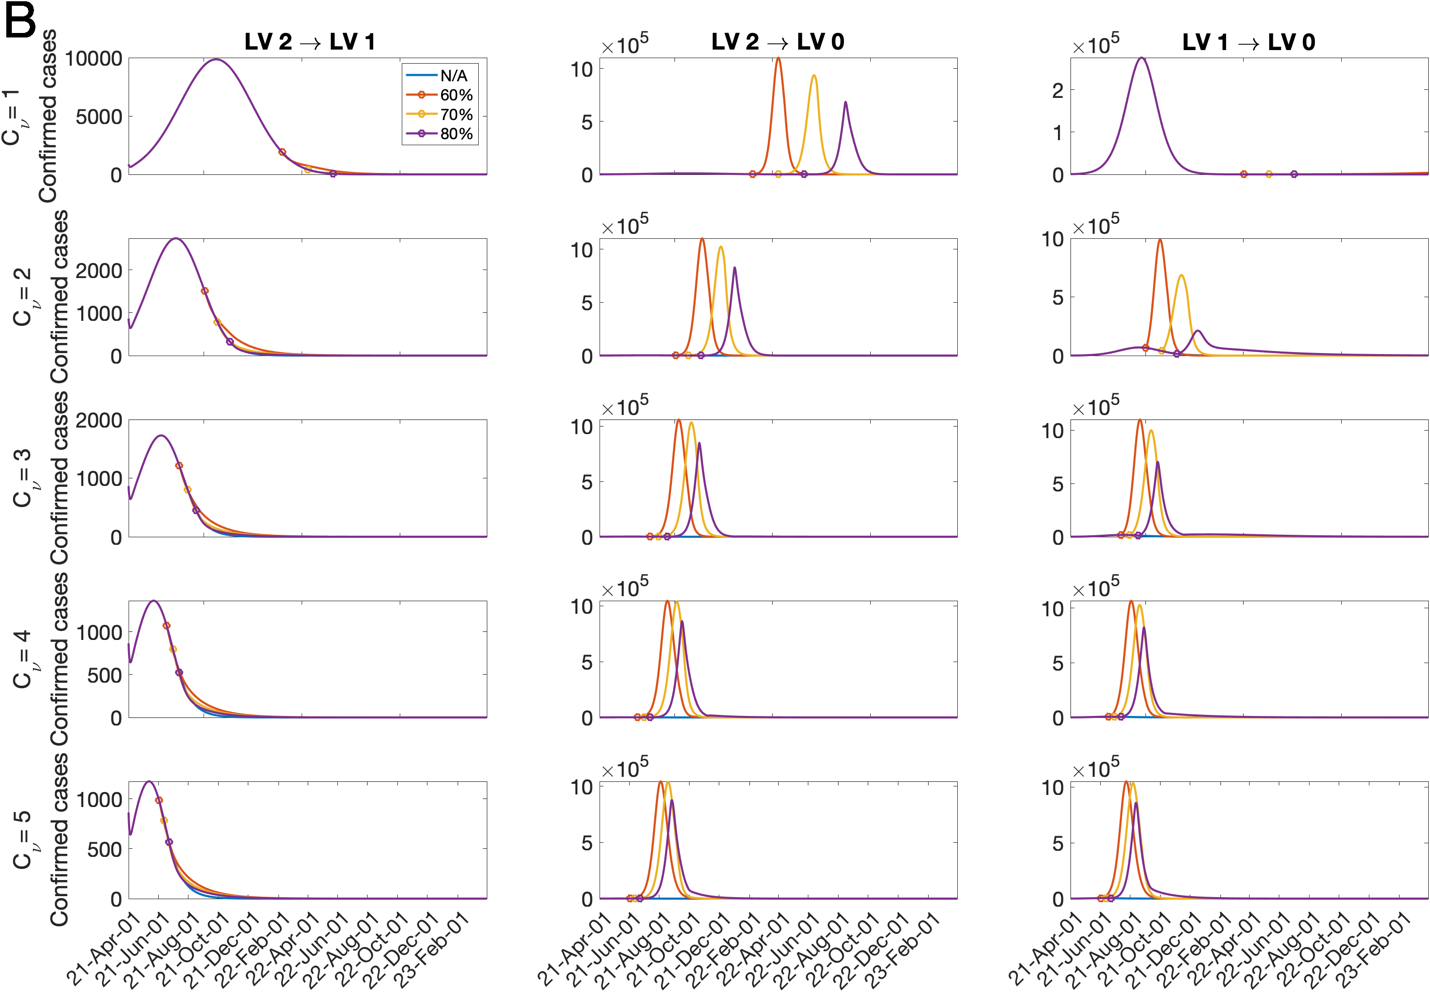 B
LV 2 → LV 1
LV 2 → LV 0
LV 1 → LV 0
C_ν = 1
Confirmed cases
10000
5000
0
N/A
60%
70%
80%
×10^5
10
5
0
×10^5
2
1
0
C_ν = 2
Confirmed cases
2000
1000
0
×10^5
10
5
0
×10^5
10
5
0
C_ν = 3
Confirmed cases
2000
1000
0
×10^5
10
5
0
×10^5
10
5
0
C_ν = 4
Confirmed cases
1000
500
0
×10^5
10
5
0
×10^5
10
5
0
C_ν = 5
Confirmed cases
1000
500
0
×10^5
10
5
0
×10^5
10
5
0
21-Apr-01
21-Jun-01
21-Aug-01
21-Oct-01
21-Dec-01
22-Feb-01
22-Apr-01
22-Jun-01
22-Aug-01
22-Oct-01
22-Dec-01
23-Feb-01
21-Apr-01
21-Jun-01
21-Aug-01
21-Oct-01
21-Dec-01
22-Feb-01
22-Apr-01
22-Jun-01
22-Aug-01
22-Oct-01
22-Dec-01
23-Feb-01
21-Apr-01
21-Jun-01
21-Aug-01
21-Oct-01
21-Dec-01
22-Feb-01
22-Apr-01
22-Jun-01
22-Aug-01
22-Oct-01
22-Dec-01
23-Feb-01